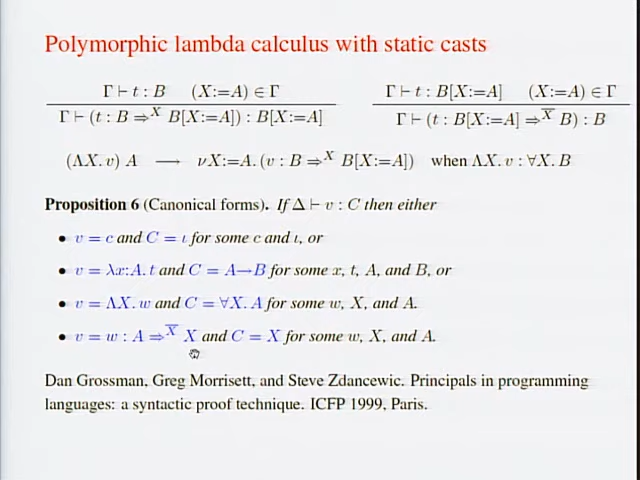 Polymorphic lambda calculus with static casts
Γ ⊢ t : B (X:=A) ∈ Γ
Γ ⊢ (t : B ⇒^X B[X:=A]) : B[X:=A]
Γ ⊢ t : B[X:=A] (X:=A) ∈ Γ
Γ ⊢ (t : B[X:=A] ⇒^X̅ B) : B
(ΛX. v) A ⟶ νX:=A. (v : B ⇒^X B[X:=A]) when ΛX. v : ∀X. B
Proposition 6 (Canonical forms). If Δ ⊢ v : C then either
• v = c and C = ι for some c and ι, or
• v = λx:A. t and C = A→B for some x, t, A, and B, or
• v = ΛX. w and C = ∀X. A for some w, X, and A.
• v = w : A ⇒^X̅ X and C = X for some w, X, and A.
Dan Grossman, Greg Morrisett, and Steve Zdancewic. Principals in programming
languages: a syntactic proof technique. ICFP 1999, Paris.